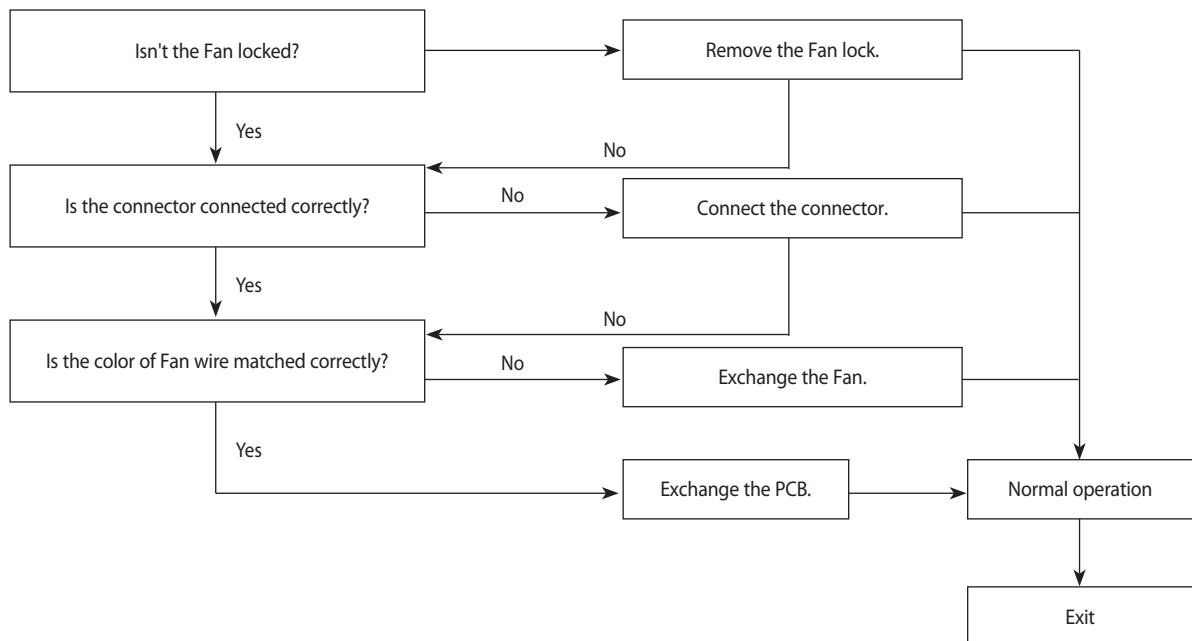 Isn't the Fan locked?
Remove the Fan lock.
Yes
No
Is the connector connected correctly?
No
Connect the connector.
Yes
No
Is the color of Fan wire matched correctly?
No
Exchange the Fan.
Yes
Exchange the PCB.
Normal operation
Exit